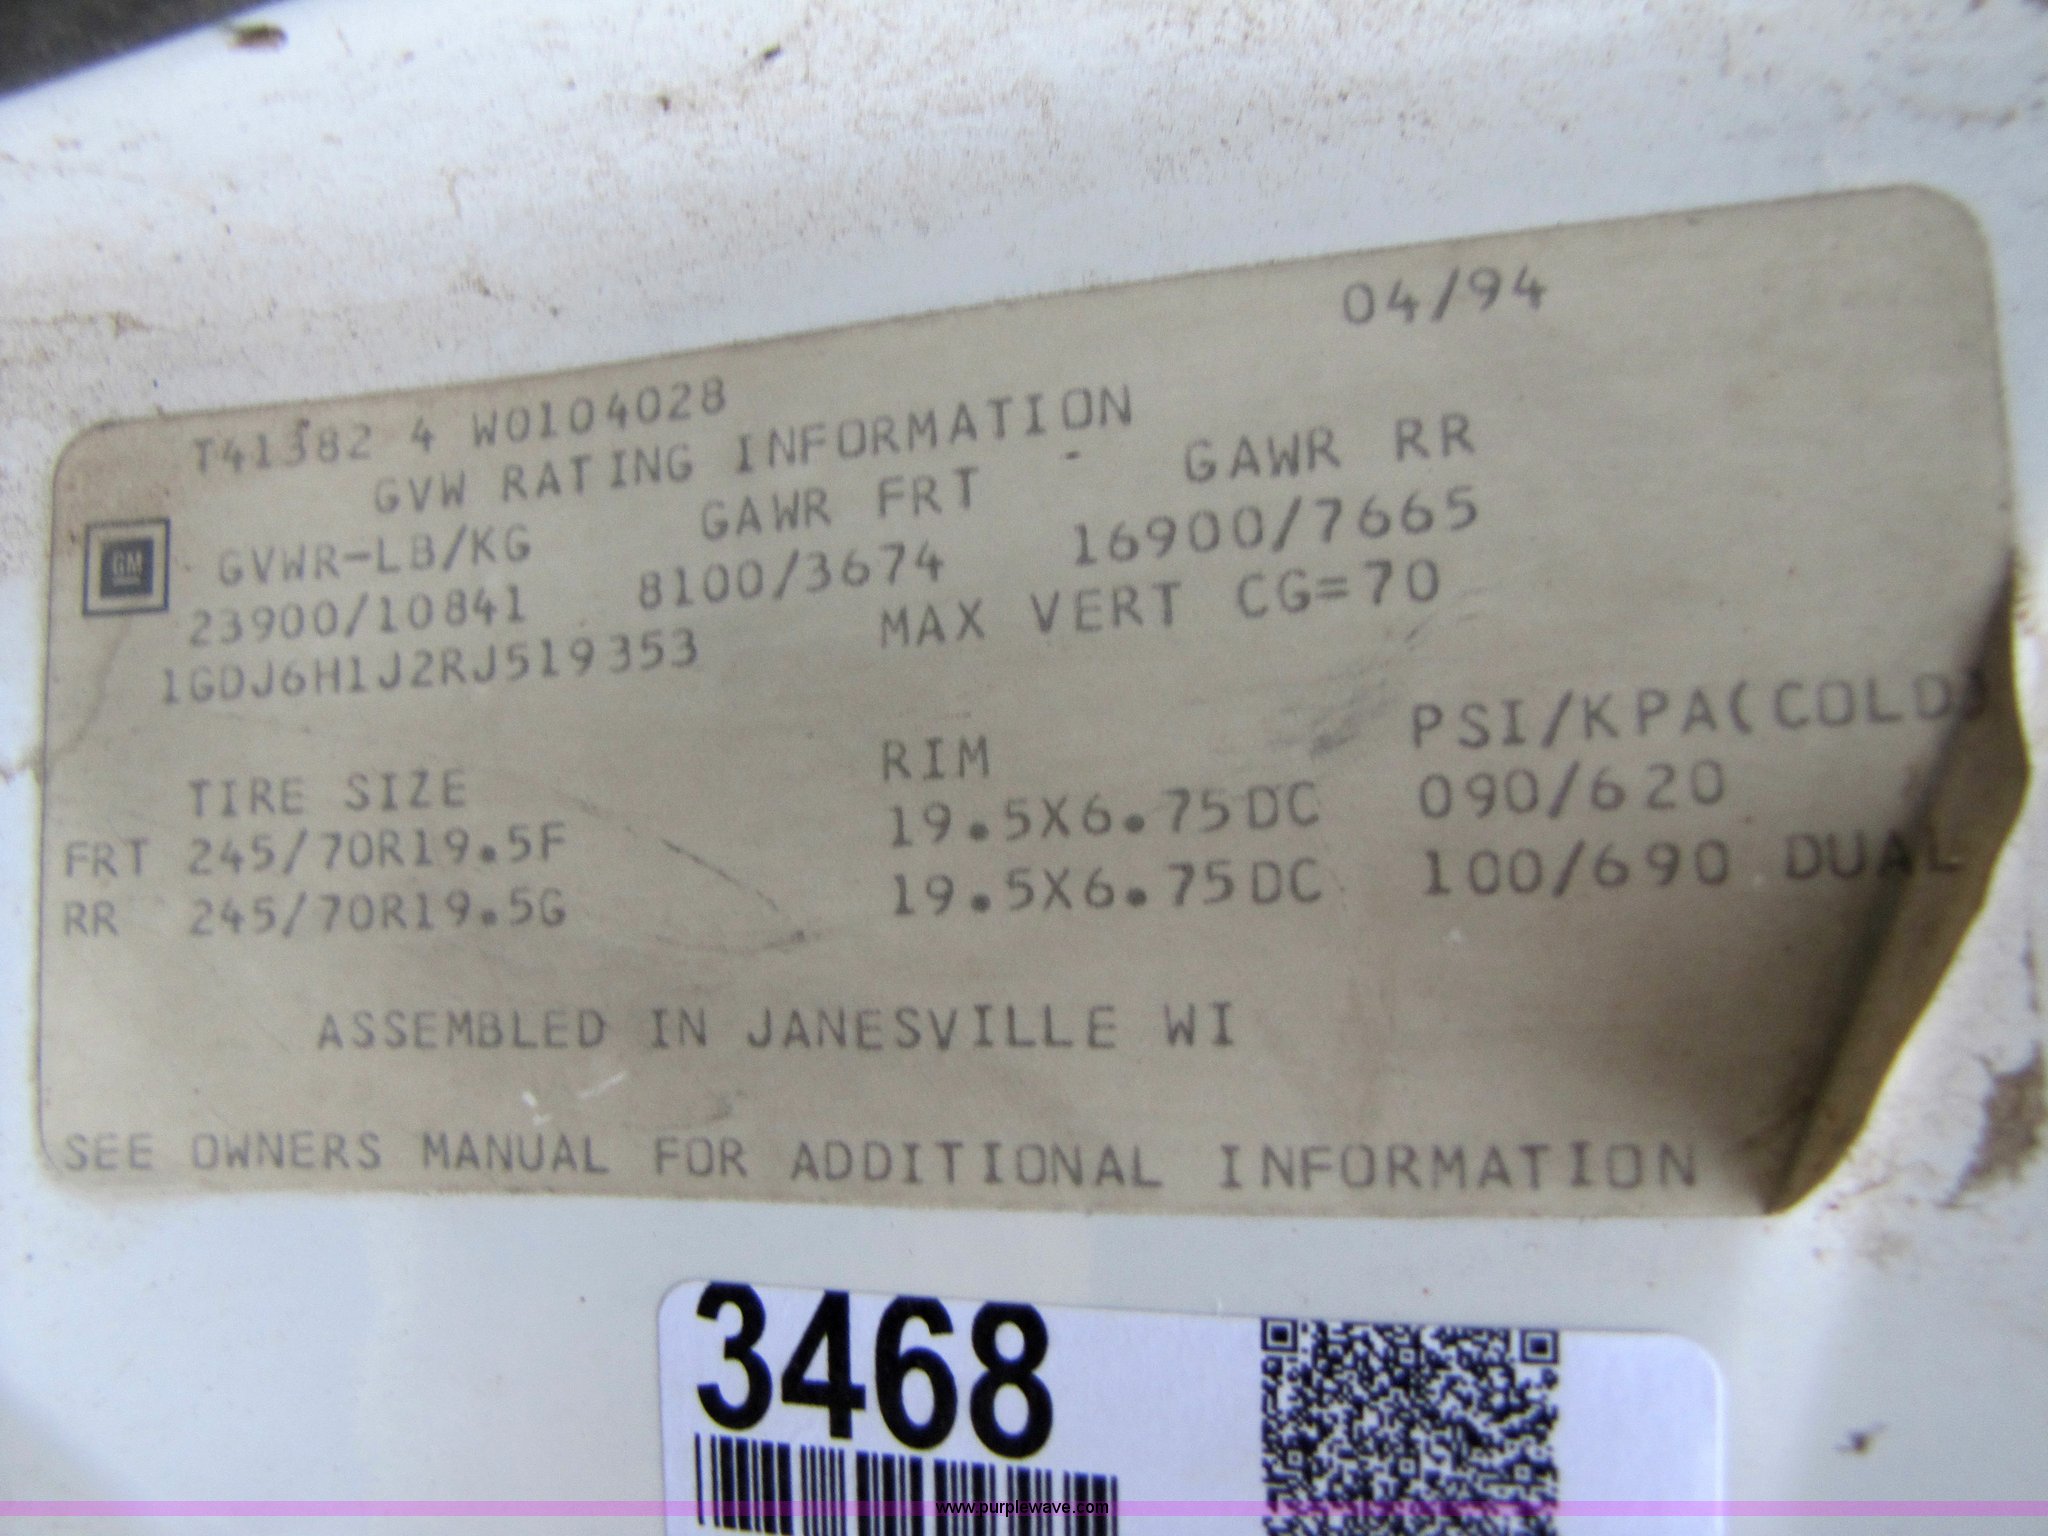 04/94
T41382 4 W0104028
GVW RATING INFORMATION
GM
GVWR-LB/KG GAWR FRT - GAWR RR
23900/10841 8100/3674 16900/7665
1GDJ6H1J2RJ519353 MAX VERT CG=70
TIRE SIZE RIM PSI/KPA(COLD)
FRT 245/70R19.5F 19.5X6.75DC 090/620
RR 245/70R19.5G 19.5X6.75DC 100/690 DUAL
ASSEMBLED IN JANESVILLE WI
SEE OWNERS MANUAL FOR ADDITIONAL INFORMATION
3468
www.purplewave.com